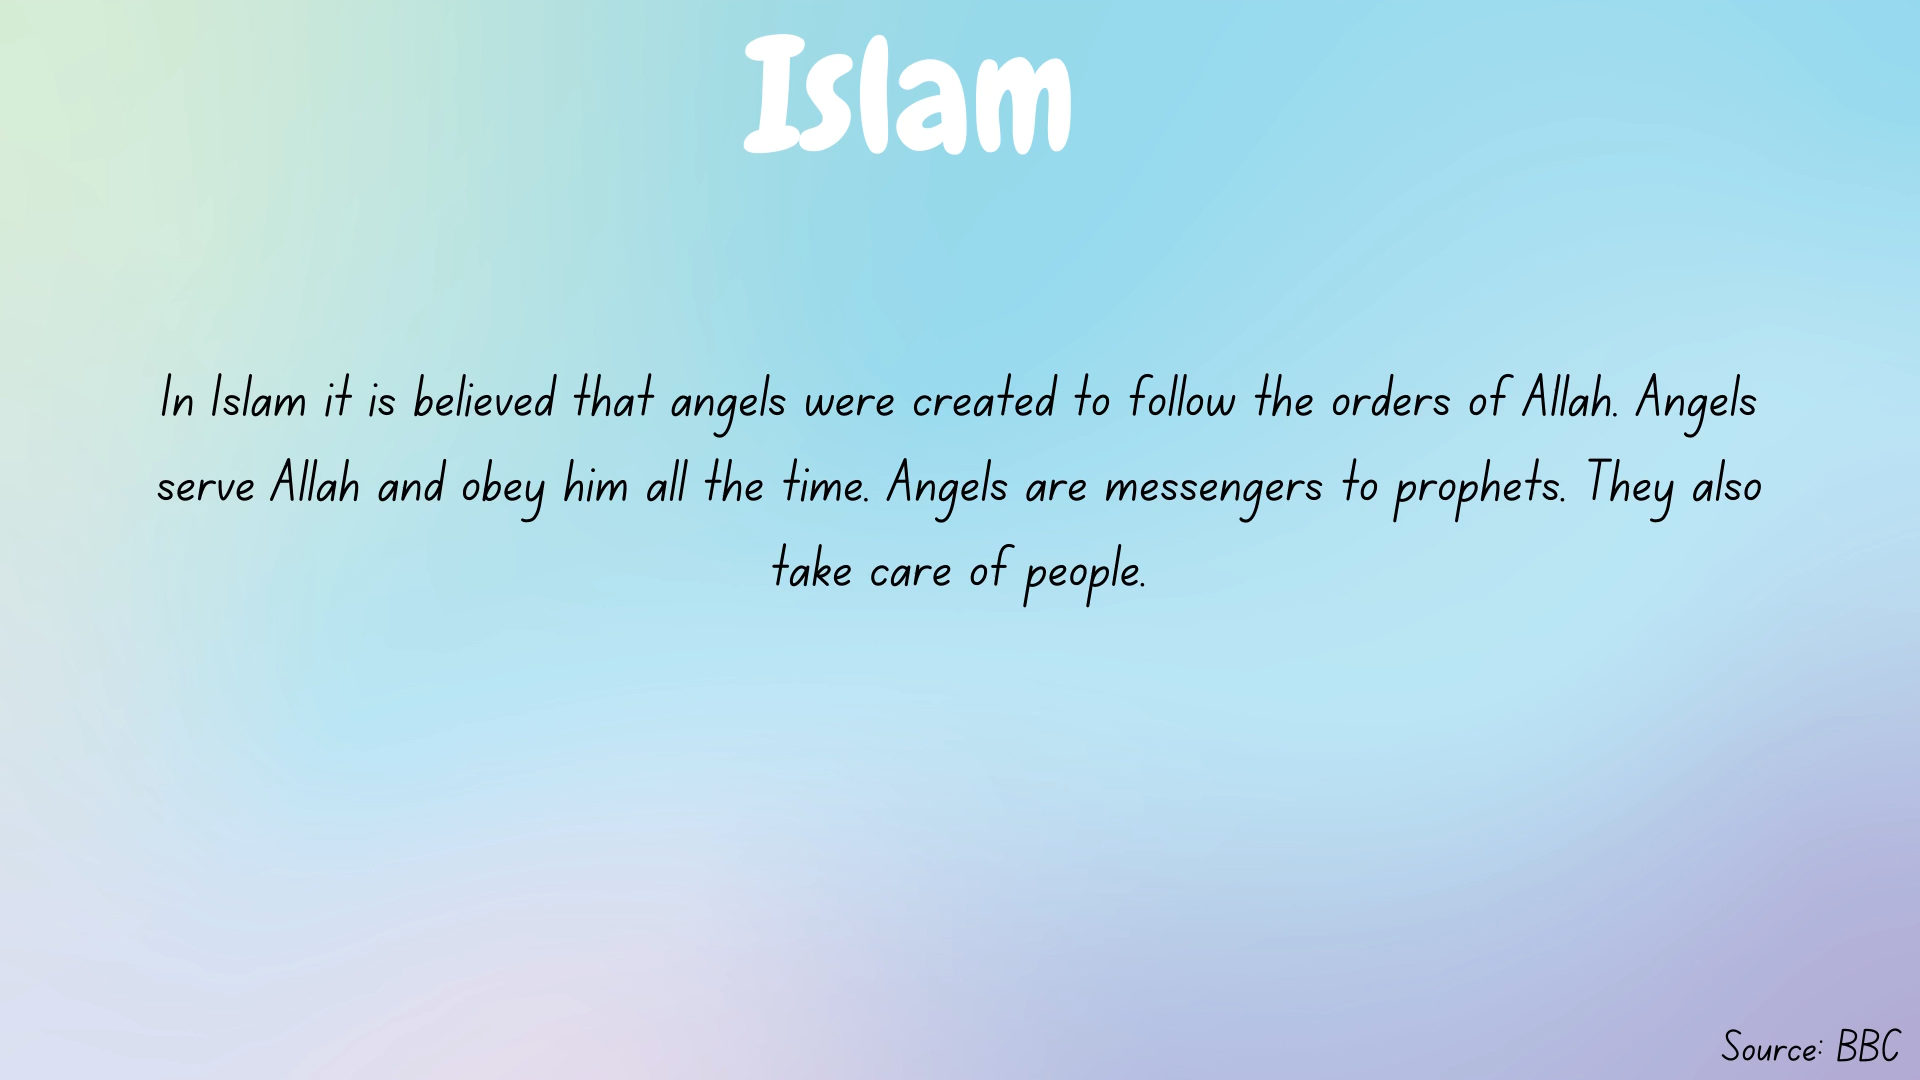 Islam
In Islam it is believed that angels were created to follow the orders of Allah. Angels
serve Allah and obey him all the time. Angels are messengers to prophets. They also
take care of people.
Source: BBC